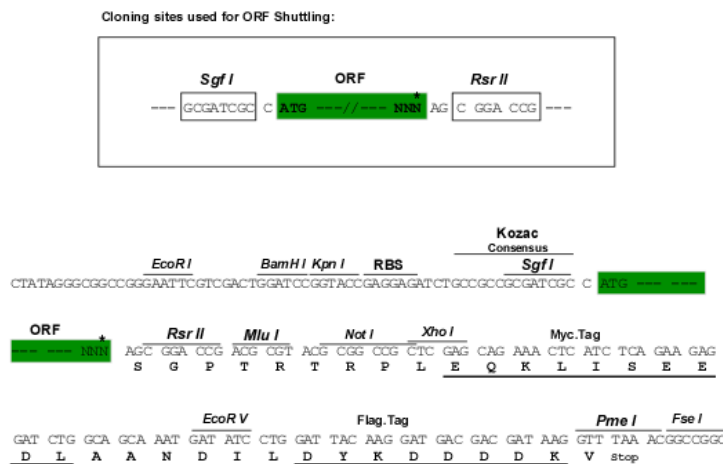 Cloning sites used for ORF Shuttling:
Sgf I ORF Rsr II
--- GCGATCGC C ATG ---//--- NNN AG C GGA CCG ---
*
Kozac
Consensus
EcoR I BamH I Kpn I RBS Sgf I
CTATAGGGCGGCCGGGAATTCGTCGACTGGATCCGGTACCGAGGAGATCTGCCGCCGCGATCGC C ATG --- ---
ORF * Rsr II Mlu I Not I Xho I Myc.Tag
--- --- NNN AGC GGA CCG ACG CGT ACG CGG CCG CTC GAG CAG AAA CTC ATC TCA GAA GAG
S G P T R T R P L E Q K L I S E E
EcoR V Flag.Tag Pme I Fse I
GAT CTG GCA GCA AAT GAT ATC CTG GAT TAC AAG GAT GAC GAC GAT AAG GTT TAA ACGGCCGGC
D L A A N D I L D Y K D D D D K V Stop